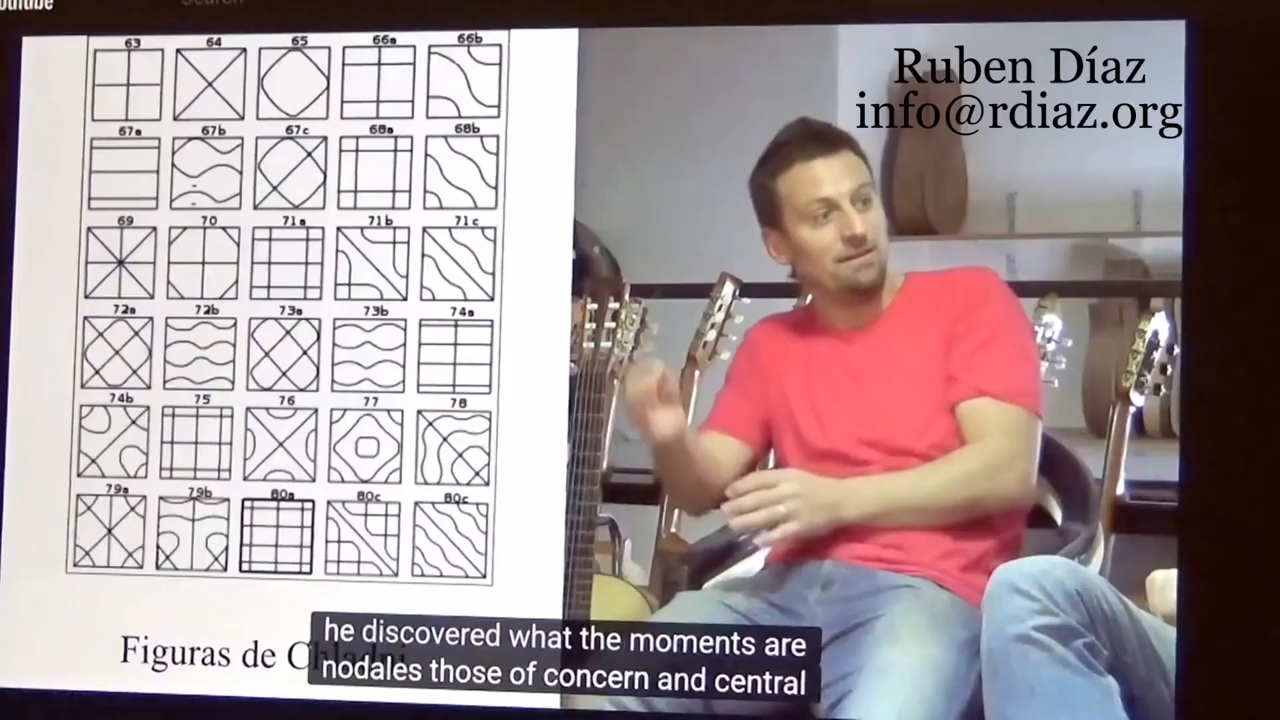 Search
63 64 65 66a 66b
67a 67b 67c 68a 68b
69 70 71a 71b 71c
72a 72b 73a 73b 74a
74b 75 76 77 78
79a 79b 80a 80c 80c
Figuras de Chladni
Ruben Díaz
info@rdiaz.org
he discovered what the moments are
nodales those of concern and central